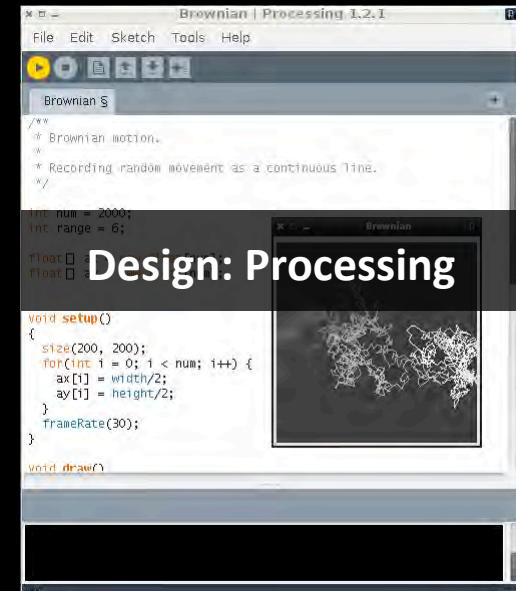 Brownian | Processing 1.2.1
File Edit Sketch Tools Help
Brownian §
/**
 * Brownian motion.
 *
 * Recording random movement as a continuous line.
 */
int num = 2000;
int range = 6;
Brownian
float[]
float[]
Design: Processing
void setup()
{
  size(200, 200);
  for(int i = 0; i < num; i++) {
    ax[i] = width/2;
    ay[i] = height/2;
  }
  frameRate(30);
}
void draw()